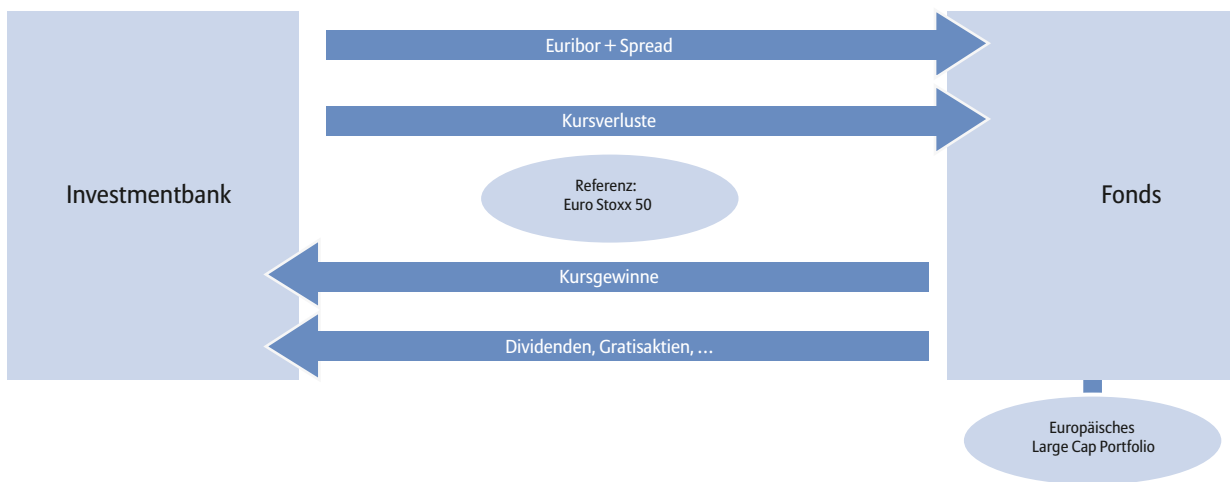 Euribor + Spread
Kursverluste
Investmentbank
Referenz:
Euro Stoxx 50
Fonds
Kursgewinne
Dividenden, Gratisaktien, …
Europäisches
Large Cap Portfolio